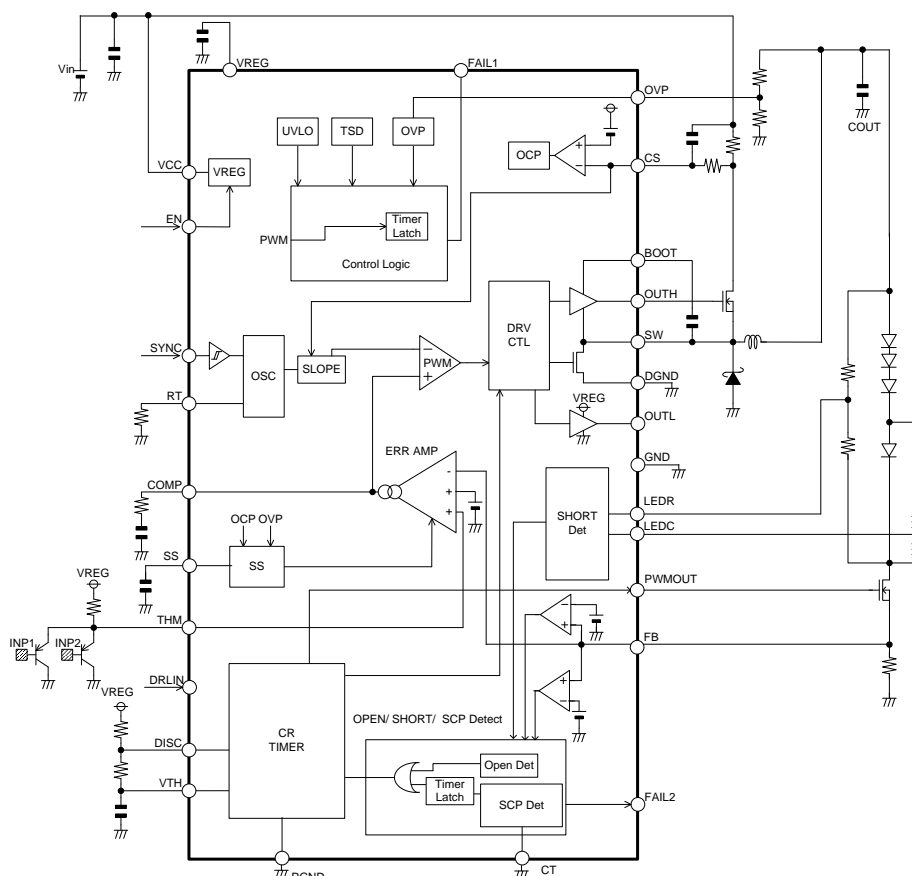 Vin
VREG
FAIL1
OVP
COUT
UVLO
TSD
OVP
OCP
CS
VCC
VREG
EN
PWM
Timer
Latch
Control Logic
BOOT
OUTH
SW
DGND
OUTL
GND
SYNC
OSC
SLOPE
PWM
DRV
CTL
VREG
RT
ERR AMP
COMP
OCP OVP
SS
SS
SHORT
Det
LEDR
LEDC
PWMOUT
VREG
THM
INP1
INP2
FB
DRLIN
VREG
DISC
VTH
CR
TIMER
OPEN/ SHORT/ SCP Detect
Open Det
Timer
Latch
SCP Det
FAIL2
CT